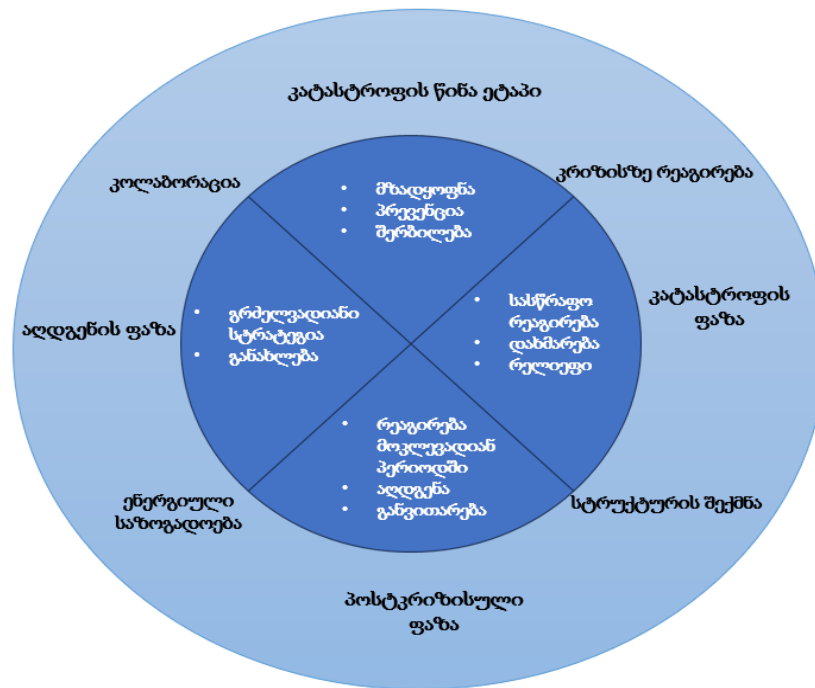 კატასტროფის წინა ეტაპი
კოლაბორაცია
კრიზისზე რეაგირება
• მზადყოფნა
• პრევენცია
• შერბილება
აღდგენის ფაზა
• გრძელვადიანი
სტრატეგია
• განახლება
• სასწრაფო
რეაგირება
• დახმარება
• რელიეფი
კატასტროფის
ფაზა
• რეაგირება
მოკლევადიან
პერიოდში
• აღდგენა
• განვითარება
ენერგიული
საზოგადოება
სტრუქტურის შექმნა
პოსტკრიზისული
ფაზა